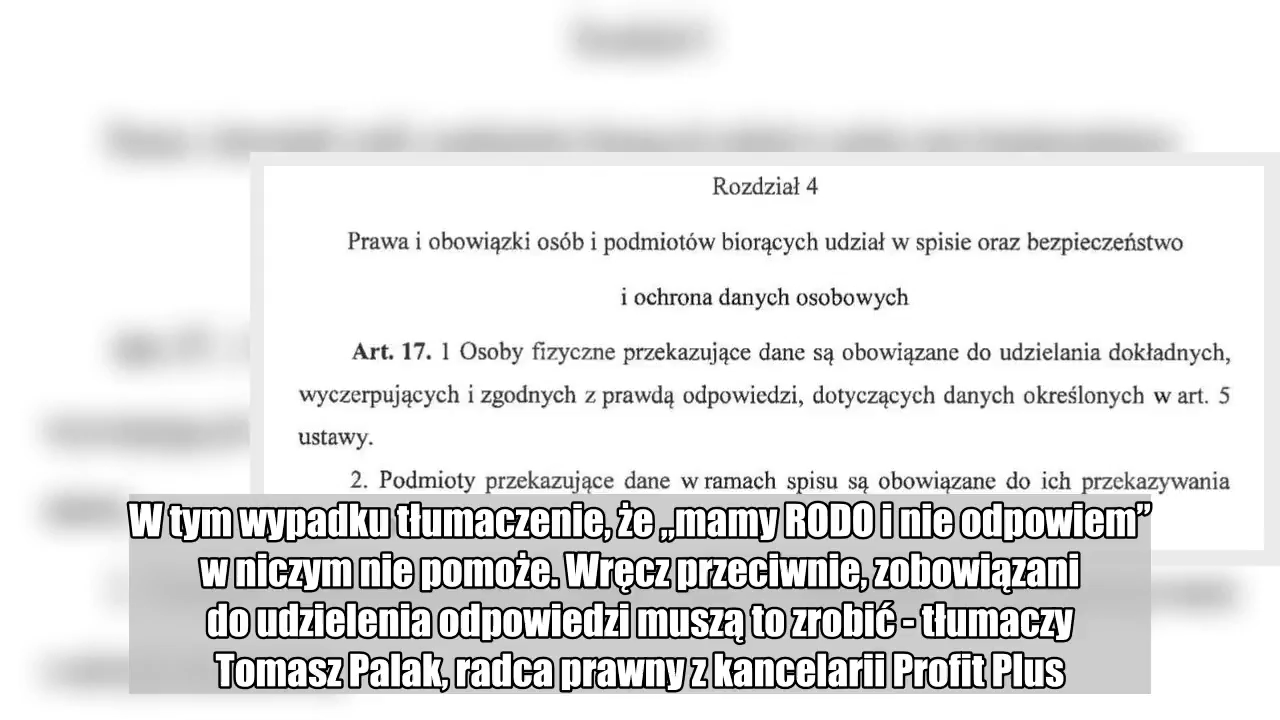 Rozdział 4
Prawa i obowiązki osób i podmiotów biorących udział w spisie oraz bezpieczeństwo
i ochrona danych osobowych
Art. 17. 1 Osoby fizyczne przekazujące dane są obowiązane do udzielania dokładnych,
wyczerpujących i zgodnych z prawdą odpowiedzi, dotyczących danych określonych w art. 5
ustawy.
2. Podmioty przekazujące dane w ramach spisu są obowiązane do ich przekazywania
W tym wypadku tłumaczenie, że „mamy RODO i nie odpowiem”
w niczym nie pomoże. Wręcz przeciwnie, zobowiązani
do udzielenia odpowiedzi muszą to zrobić - tłumaczy
Tomasz Palak, radca prawny z kancelarii Profit Plus